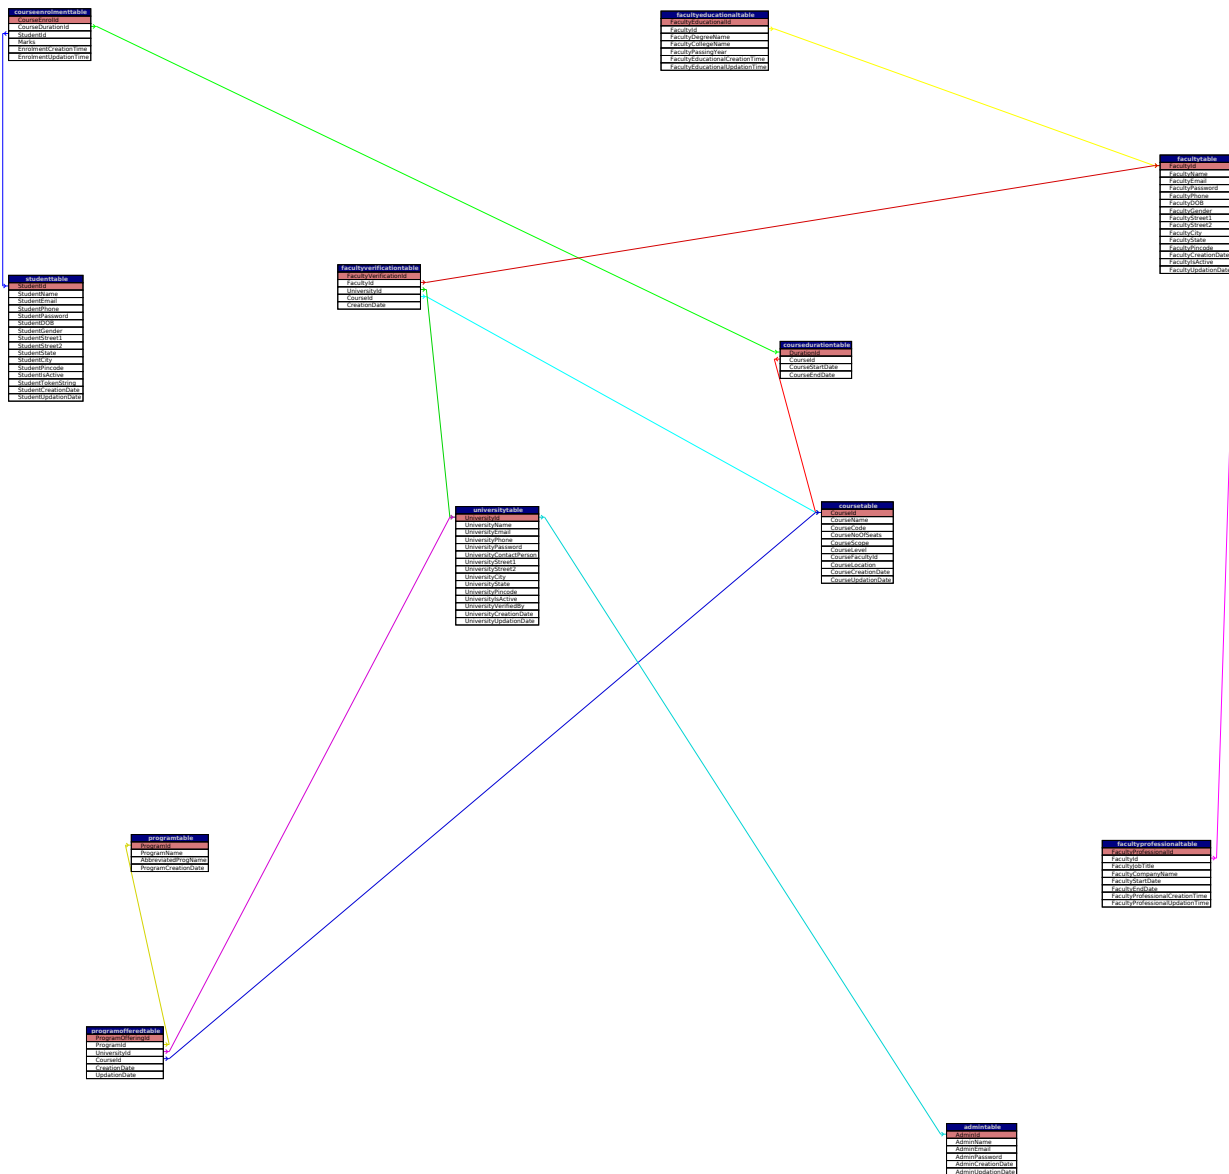 courseenrolmenttable
CourseEnrolId
CourseDurationId
StudentId
Marks
EnrolmentCreationTime
EnrolmentUpdationTime
facultyeducationaltable
FacultyEducationalId
FacultyId
FacultyDegreeName
FacultyCollegeName
FacultyPassingYear
FacultyEducationalCreationTime
FacultyEducationalUpdationTime
facultytable
FacultyId
FacultyName
FacultyEmail
FacultyPassword
FacultyPhone
FacultyDOB
FacultyGender
FacultyStreet1
FacultyStreet2
FacultyCity
FacultyState
FacultyPincode
FacultyCreationDate
FacultyIsActive
FacultyUpdationDate
facultyverificationtable
FacultyVerificationId
FacultyId
UniversityId
CourseId
CreationDate
studenttable
StudentId
StudentName
StudentEmail
StudentPhone
StudentPassword
StudentDOB
StudentGender
StudentStreet1
StudentStreet2
StudentState
StudentCity
StudentPincode
StudentIsActive
StudentTokenString
StudentCreationDate
StudentUpdationDate
coursedurationtable
DurationId
CourseId
CourseStartDate
CourseEndDate
universitytable
UniversityId
UniversityName
UniversityEmail
UniversityPhone
UniversityPassword
UniversityContactPerson
UniversityStreet1
UniversityStreet2
UniversityCity
UniversityState
UniversityPincode
UniversityIsActive
UniversityVerifiedBy
UniversityCreationDate
UniversityUpdationDate
coursetable
CourseId
CourseName
CourseCode
CourseNoOfSeats
CourseScope
CourseLevel
CourseFacultyId
CourseLocation
CourseCreationDate
CourseUpdationDate
programtable
ProgramId
ProgramName
AbbreviatedProgName
ProgramCreationDate
facultyprofessionaltable
FacultyProfessionalId
FacultyId
FacultyJobTitle
FacultyCompanyName
FacultyStartDate
FacultyEndDate
FacultyProfessionalCreationTime
FacultyProfessionalUpdationTime
programofferedtable
ProgramOfferingId
ProgramId
UniversityId
CourseId
CreationDate
UpdationDate
admintable
AdminId
AdminName
AdminEmail
AdminPassword
AdminCreationDate
AdminUpdationDate